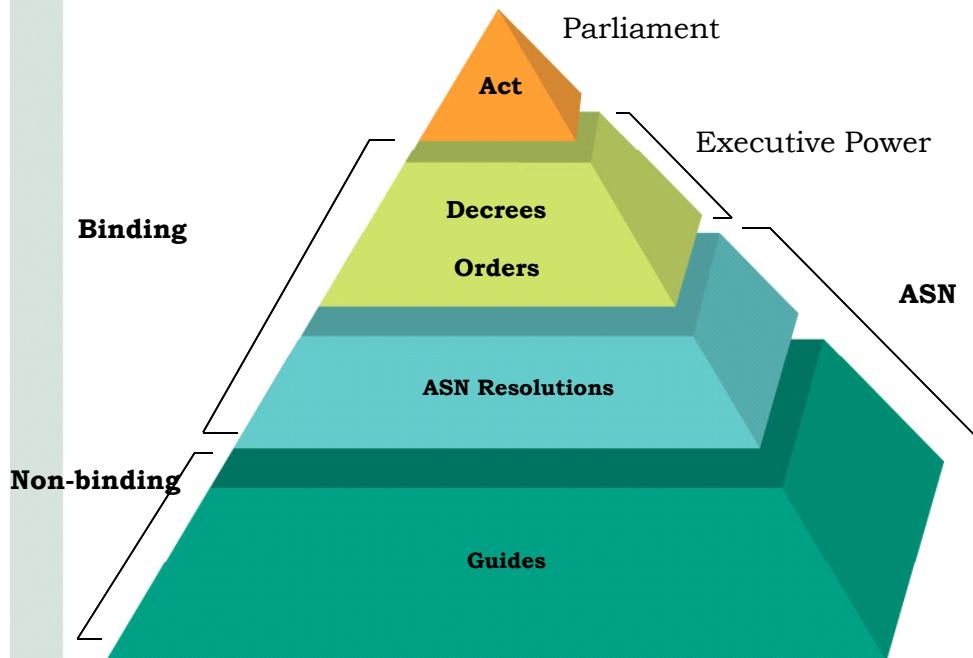 Parliament
Act
Executive Power
Decrees
Binding
Orders
ASN
ASN Resolutions
Non-binding
Guides